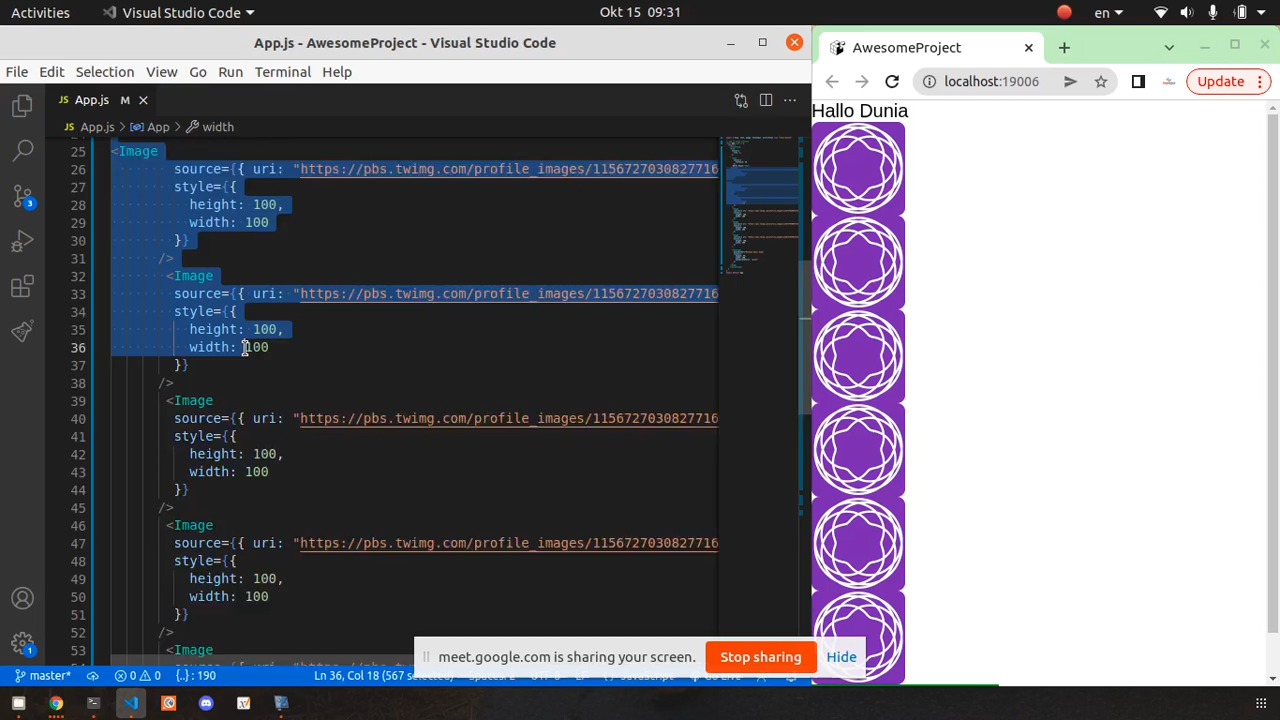 Activities
Visual Studio Code
Okt 15 09:31
en
App.js - AwesomeProject - Visual Studio Code
File Edit Selection View Go Run Terminal Help
App.js M
App.js > App > width
25 <Image
26 source={{ uri: "https://pbs.twimg.com/profile_images/1156727030827716
27 style={{
28 height: 100,
29 width: 100
30 }}
31 />
32 <Image
33 source={{ uri: "https://pbs.twimg.com/profile_images/1156727030827716
34 style={{
35 height: 100,
36 width: 100
37 }}
38 />
39 <Image
40 source={{ uri: "https://pbs.twimg.com/profile_images/1156727030827716
41 style={{
42 height: 100,
43 width: 100
44 }}
45 />
46 <Image
47 source={{ uri: "https://pbs.twimg.com/profile_images/1156727030827716
48 style={{
49 height: 100,
50 width: 100
51 }}
52 />
53 <Image
3
1
master*
0 0
{..}: 190
Ln 36, Col 18 (567 selected)
meet.google.com is sharing your screen.
Stop sharing
Hide
AwesomeProject
localhost:19006
Update
Hallo Dunia